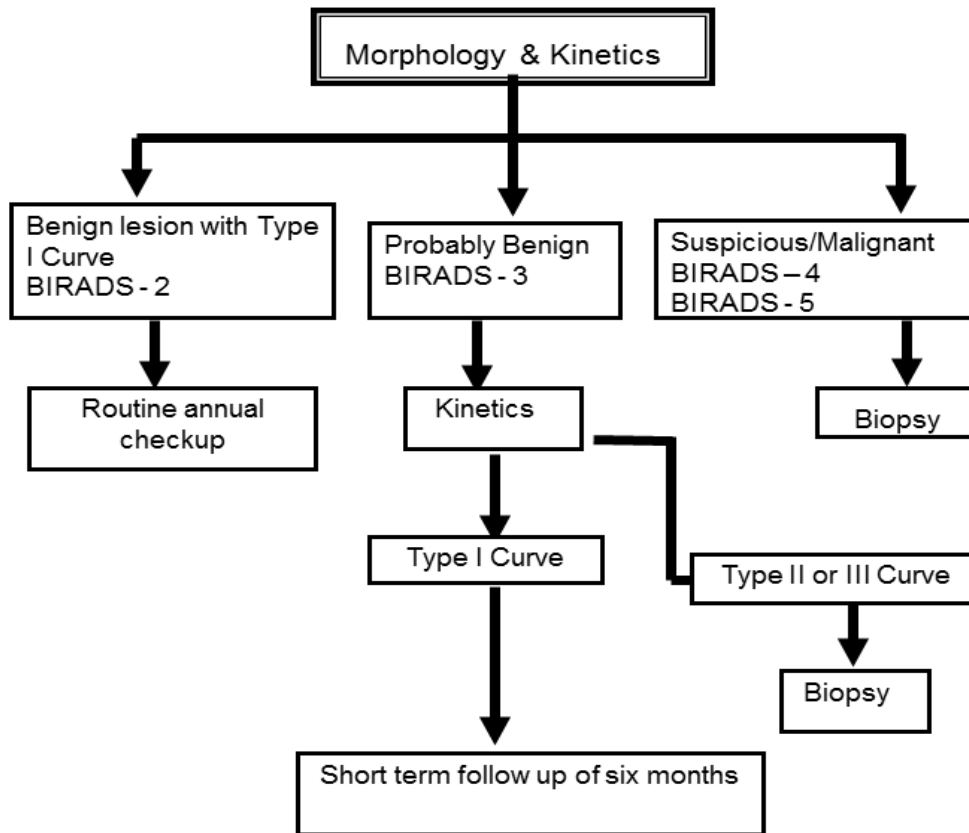 Morphology & Kinetics
Benign lesion with Type
I Curve
BIRADS - 2
Probably Benign
BIRADS - 3
Suspicious/Malignant
BIRADS – 4
BIRADS - 5
Routine annual
checkup
Kinetics
Biopsy
Type I Curve
Type II or III Curve
Biopsy
Short term follow up of six months